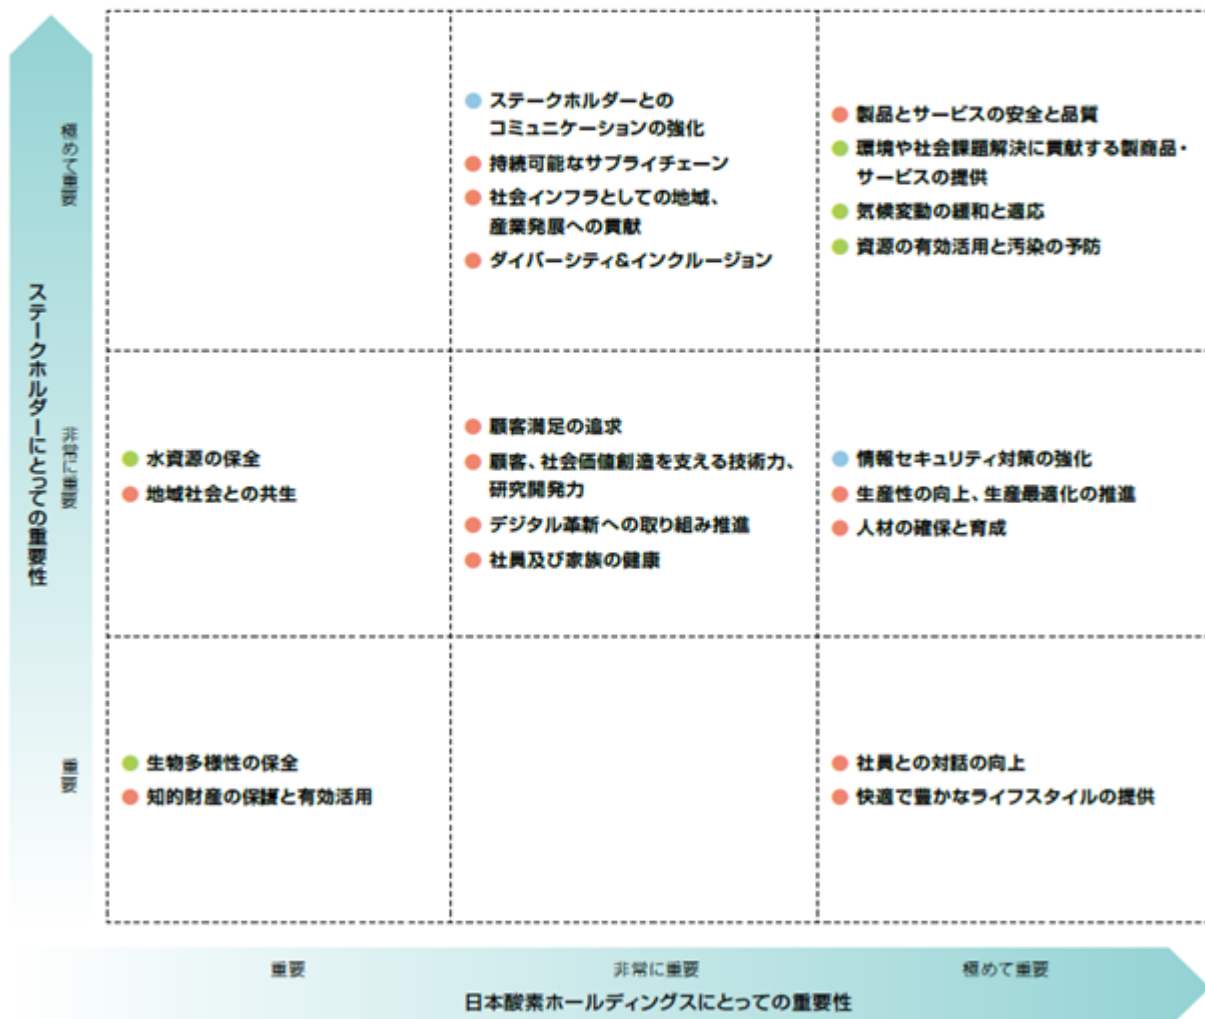 ステークホルダーにとっての重要性
極めて重要
非常に重要
重要
ステークホルダーとの
コミュニケーションの強化
持続可能なサプライチェーン
社会インフラとしての地域、
産業発展への貢献
ダイバーシティ&インクルージョン
製品とサービスの安全と品質
環境や社会課題解決に貢献する製商品・
サービスの提供
気候変動の緩和と適応
資源の有効活用と汚染の予防
水資源の保全
地域社会との共生
顧客満足の追求
顧客、社会価値創造を支える技術力、
研究開発力
デジタル革新への取り組み推進
社員及び家族の健康
情報セキュリティ対策の強化
生産性の向上、生産最適化の推進
人材の確保と育成
生物多様性の保全
知的財産の保護と有効活用
社員との対話の向上
快適で豊かなライフスタイルの提供
重要
非常に重要
極めて重要
日本酸素ホールディングスにとっての重要性